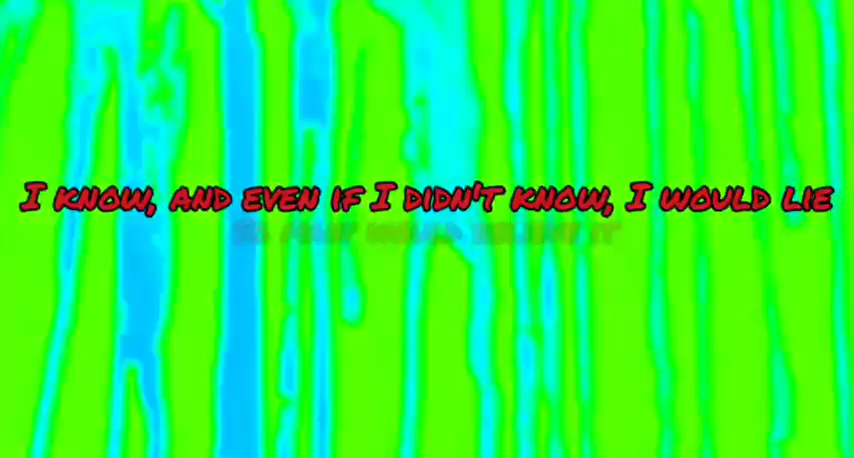 I know, and even if I didn't know, I would lie